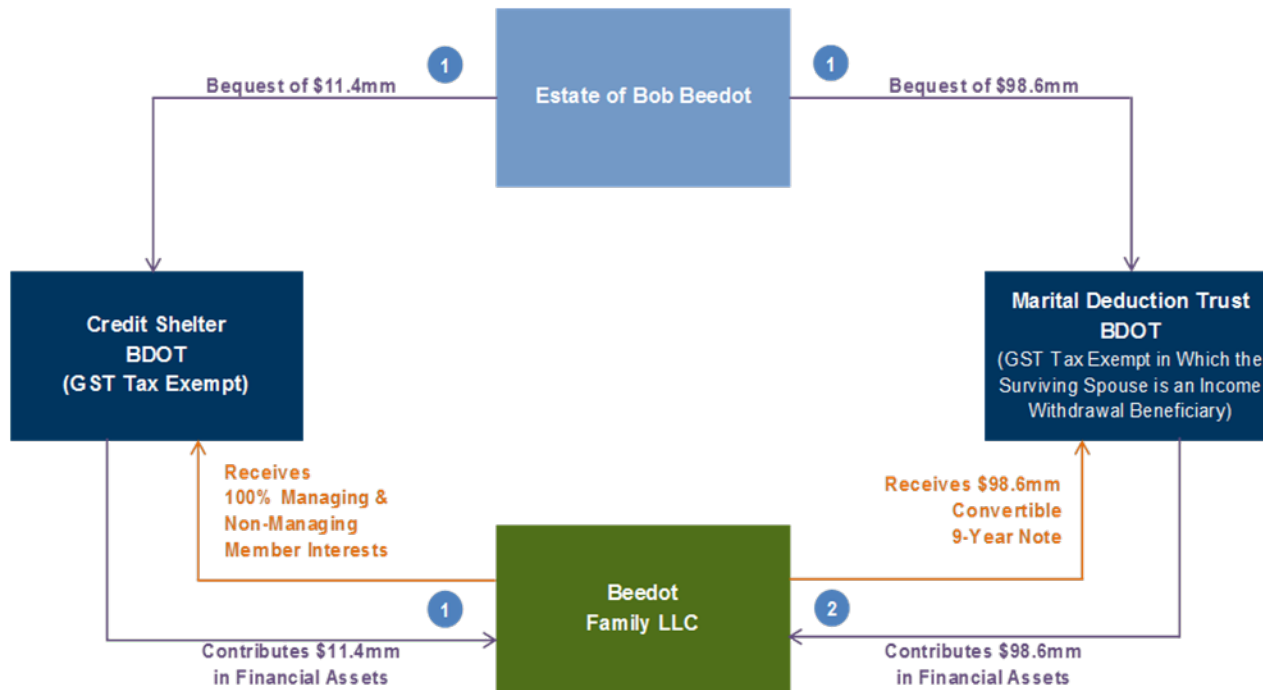 1
1
Bequest of $11.4mm
Estate of Bob Beedot
Bequest of $98.6mm
Credit Shelter
BDOT
(GST Tax Exempt)
Marital Deduction Trust
BDOT
(GST Tax Exempt in Which the
Surviving Spouse is an Income
Withdrawal Beneficiary)
Receives
100% Managing &
Non-Managing
Member Interests
Receives $98.6mm
Convertible
9-Year Note
Beedot
Family LLC
1
2
Contributes $11.4mm
in Financial Assets
Contributes $98.6mm
in Financial Assets